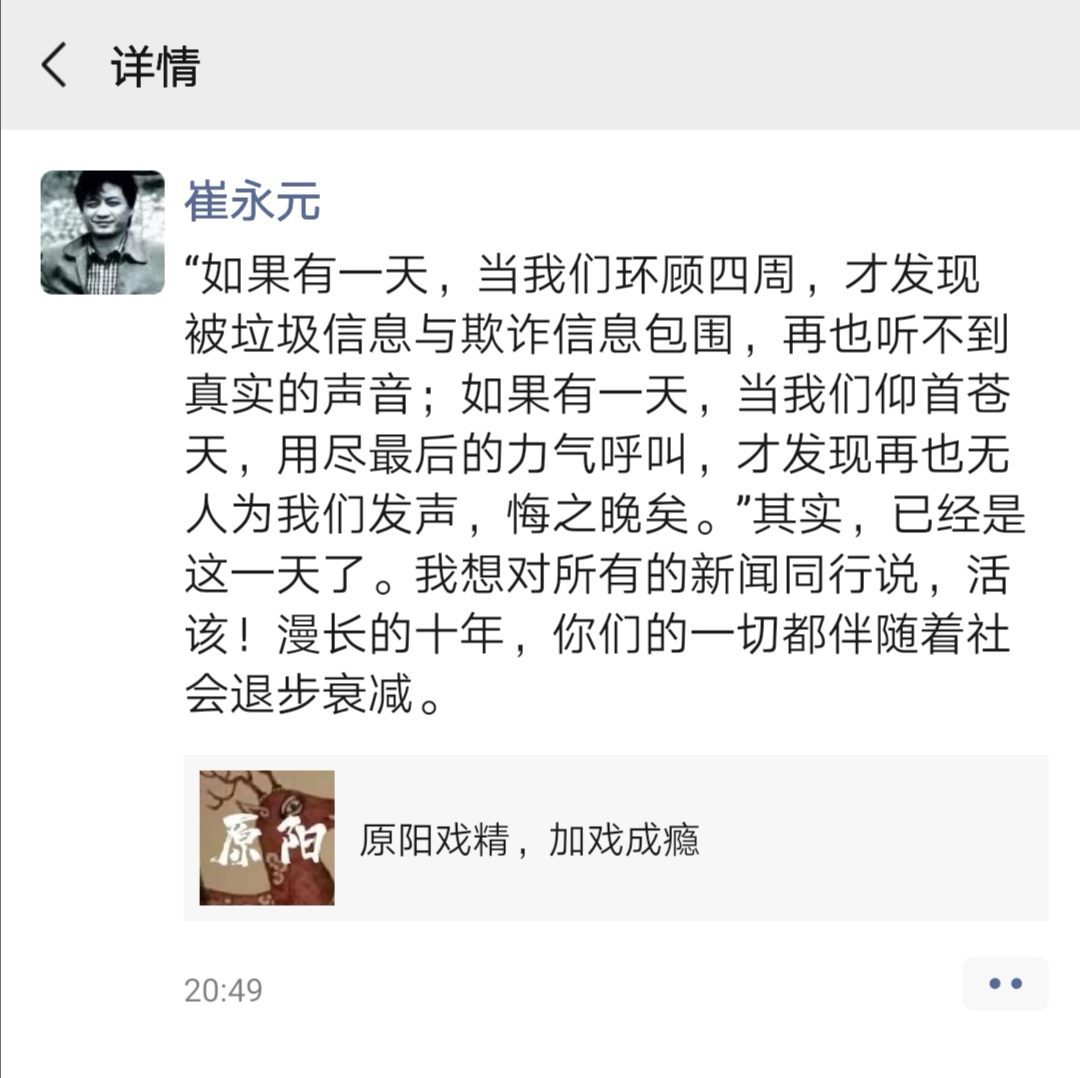 详情
崔永元
“如果有一天，当我们环顾四周，才发现
被垃圾信息与欺诈信息包围，再也听不到
真实的声音；如果有一天，当我们仰首苍
天，用尽最后的力气呼叫，才发现再也无
人为我们发声，悔之晚矣。”其实，已经是
这一天了。我想对所有的新闻同行说，活
该！漫长的十年，你们的一切都伴随着社
会退步衰减。
原阳
原阳戏精，加戏成瘾
20:49